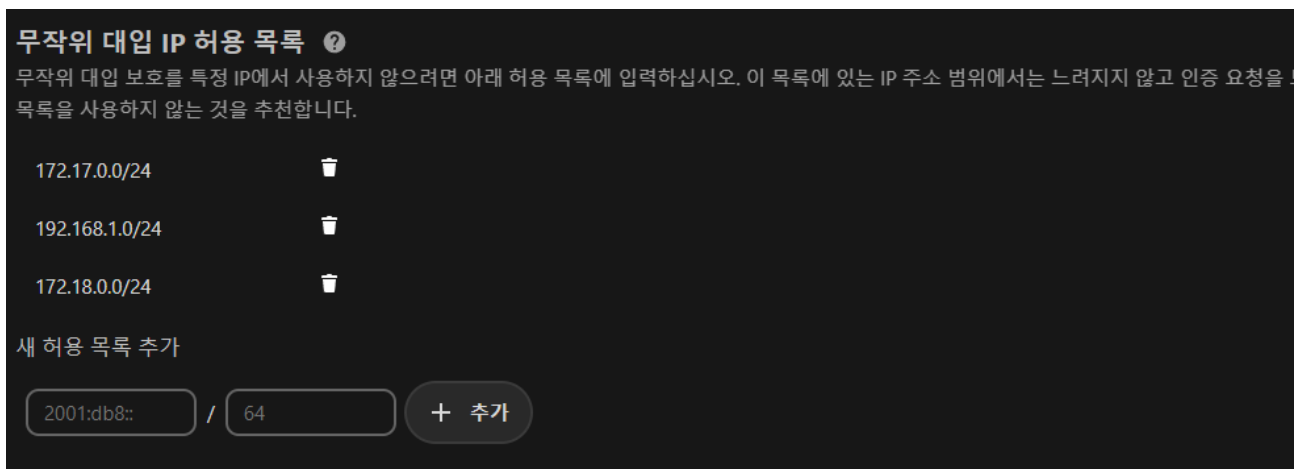 무작위 대입 IP 허용 목록 ?
무작위 대입 보호를 특정 IP에서 사용하지 않으려면 아래 허용 목록에 입력하십시오. 이 목록에 있는 IP 주소 범위에서는 느려지지 않고 인증 요청을
목록을 사용하지 않는 것을 추천합니다.
172.17.0.0/24
192.168.1.0/24
172.18.0.0/24
새 허용 목록 추가
2001:db8:: / 64 + 추가